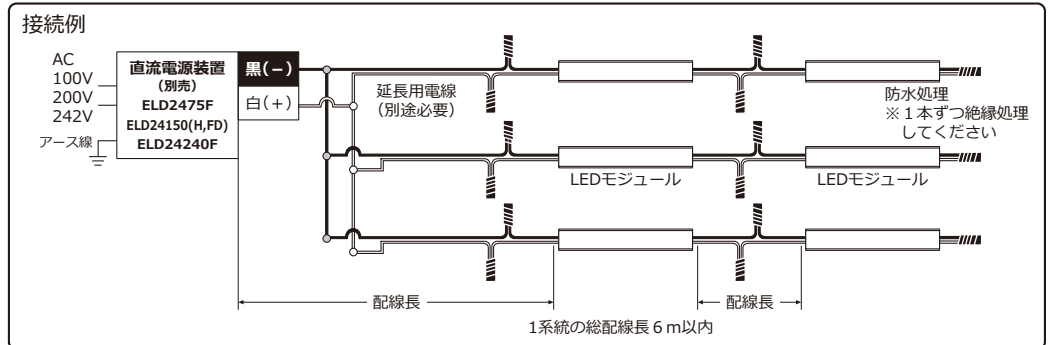 接続例
AC
100V
200V
242V
アース線
直流電源装置
(別売)
ELD2475F
ELD24150(H,FD)
ELD24240F
黒(−)
白(+)
延長用電線
(別途必要)
防水処理
※１本ずつ絶縁処理
してください
LEDモジュール
LEDモジュール
配線長
配線長
1系統の総配線長６ｍ以内